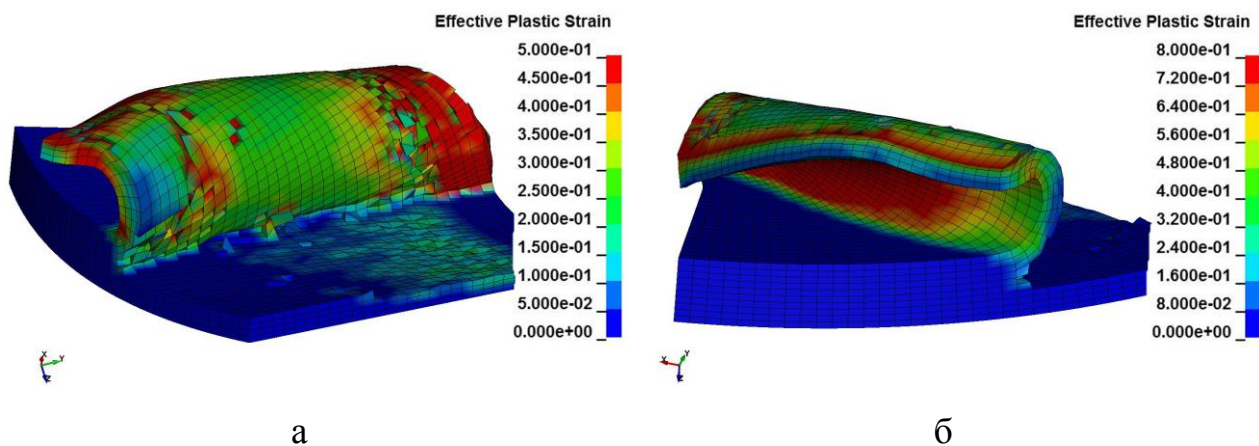 Effective Plastic Strain
5.000e-01
4.500e-01
4.000e-01
3.500e-01
3.000e-01
2.500e-01
2.000e-01
1.500e-01
1.000e-01
5.000e-02
0.000e+00
X
Y
Z
а
Effective Plastic Strain
8.000e-01
7.200e-01
6.400e-01
5.600e-01
4.800e-01
4.000e-01
3.200e-01
2.400e-01
1.600e-01
8.000e-02
0.000e+00
Y
X
Z
б